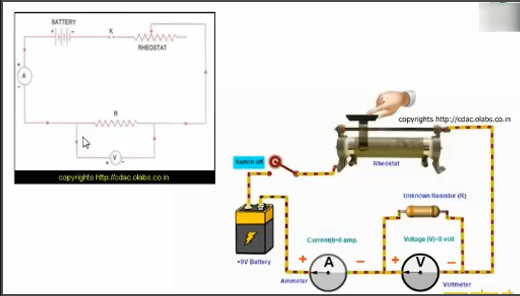 BATTERY
+ -
K
RHEOSTAT
+
A
-
R
+ V -
copyright http://cdac.olabs.co.in
copyrights http://cdac.olabs.co.in
Switch off
Rheostat
Unknown Resistor (R)
+9V Battery
Current(I)=0 amp.
Voltage (V)=0 volt
+ A -
+ V -
Ammeter
Voltmeter